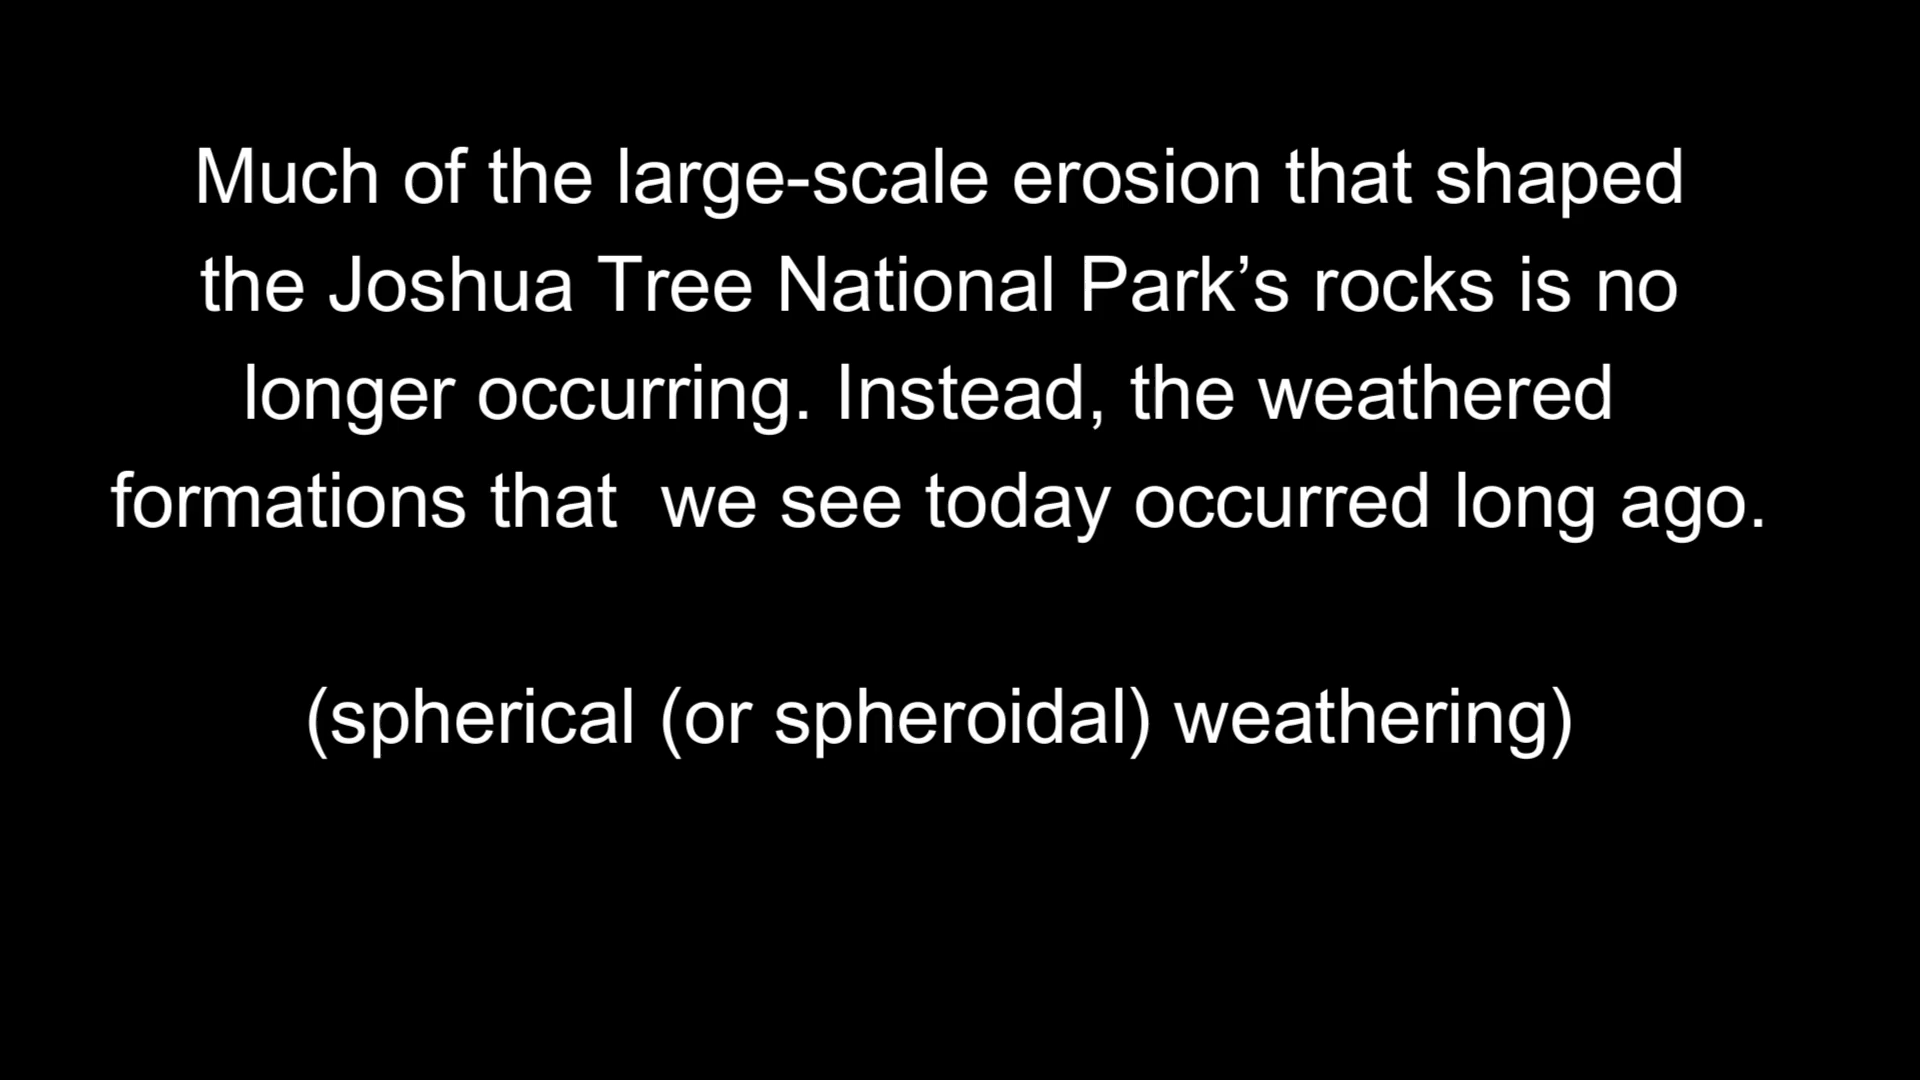 Much of the large-scale erosion that shaped
the Joshua Tree National Park’s rocks is no
longer occurring. Instead, the weathered
formations that  we see today occurred long ago.
(spherical (or spheroidal) weathering)